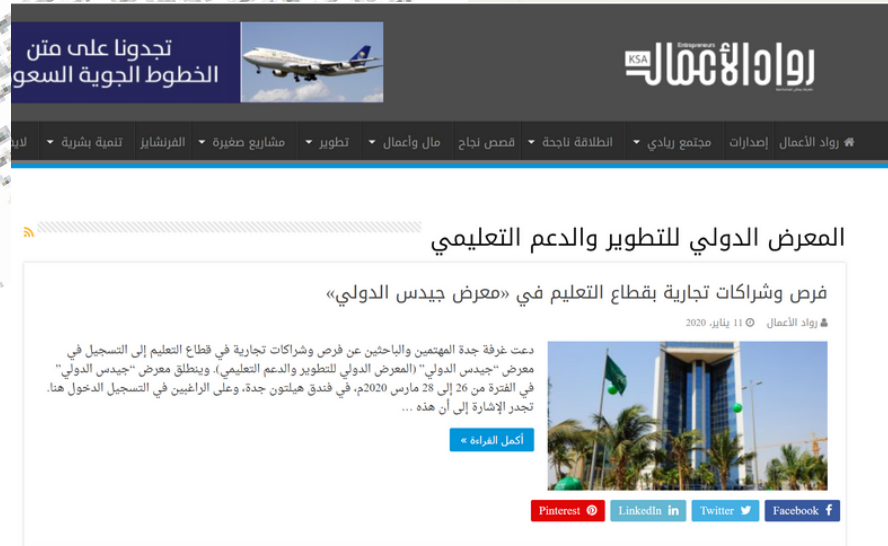 تجدونا على متن
الخطوط الجوية السعو
رواد الأعمال
KSA
Entrepreneurs
رواد الأعمال إصدارات مجتمع ريادي انطلاقة ناجحة قصص نجاح مال وأعمال تطوير مشاريع صغيرة الفرنشايز تنمية بشرية
المعرض الدولي للتطوير والدعم التعليمي
فرص وشراكات تجارية بقطاع التعليم في «معرض جيدس الدولي»
رواد الأعمال 11 يناير، 2020
دعت غرفة جدة المهتمين والباحثين عن فرص وشراكات تجارية في قطاع التعليم إلى التسجيل في
معرض “جيدس الدولي” (المعرض الدولي للتطوير والدعم التعليمي). وينطلق معرض “جيدس الدولي”
في الفترة من 26 إلى 28 مارس 2020م، في فندق هيلتون جدة، وعلى الراغبين في التسجيل الدخول هنا.
تجدر الإشارة إلى أن هذه ...
أكمل القراءة »
Facebook Twitter LinkedIn Pinterest